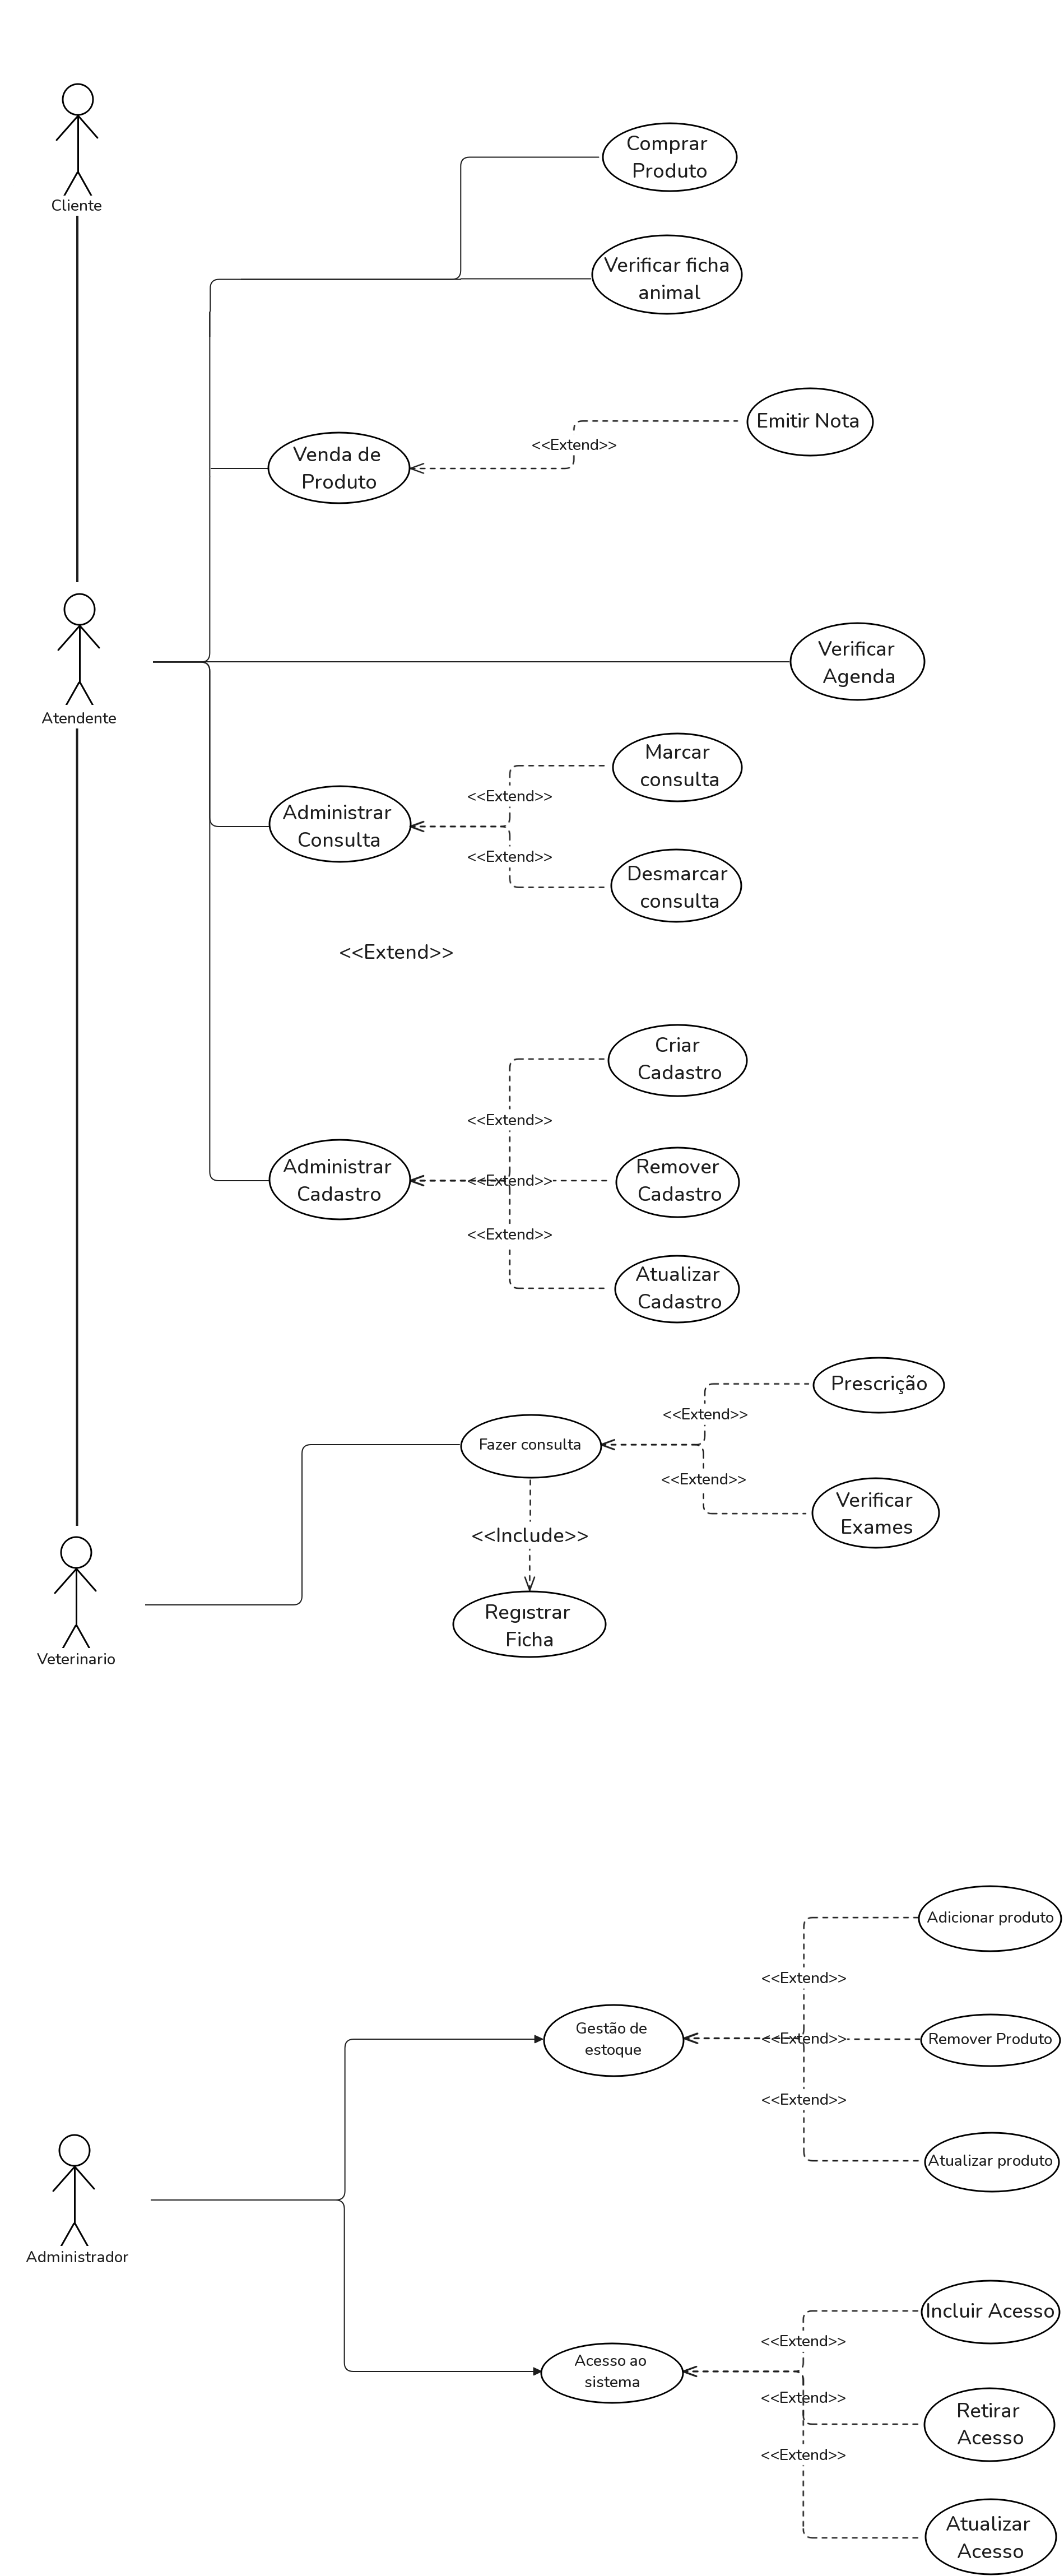 Cliente
Comprar
Produto
Verificar ficha
animal
Emitir Nota
<<Extend>>
Venda de
Produto
Verificar
Agenda
Atendente
Marcar
consulta
<<Extend>>
Administrar
Consulta
<<Extend>>
Desmarcar
consulta
<<Extend>>
Criar
Cadastro
<<Extend>>
Administrar
Cadastro
<<Extend>>
Remover
Cadastro
<<Extend>>
Atualizar
Cadastro
Prescrição
<<Extend>>
Fazer consulta
<<Extend>>
Verificar
Exames
<<Include>>
Registrar
Ficha
Veterinario
Adicionar produto
<<Extend>>
Gestão de
estoque
<<Extend>>
Remover Produto
<<Extend>>
Atualizar produto
Administrador
Incluir Acesso
<<Extend>>
Acesso ao
sistema
<<Extend>>
Retirar
Acesso
<<Extend>>
Atualizar
Acesso